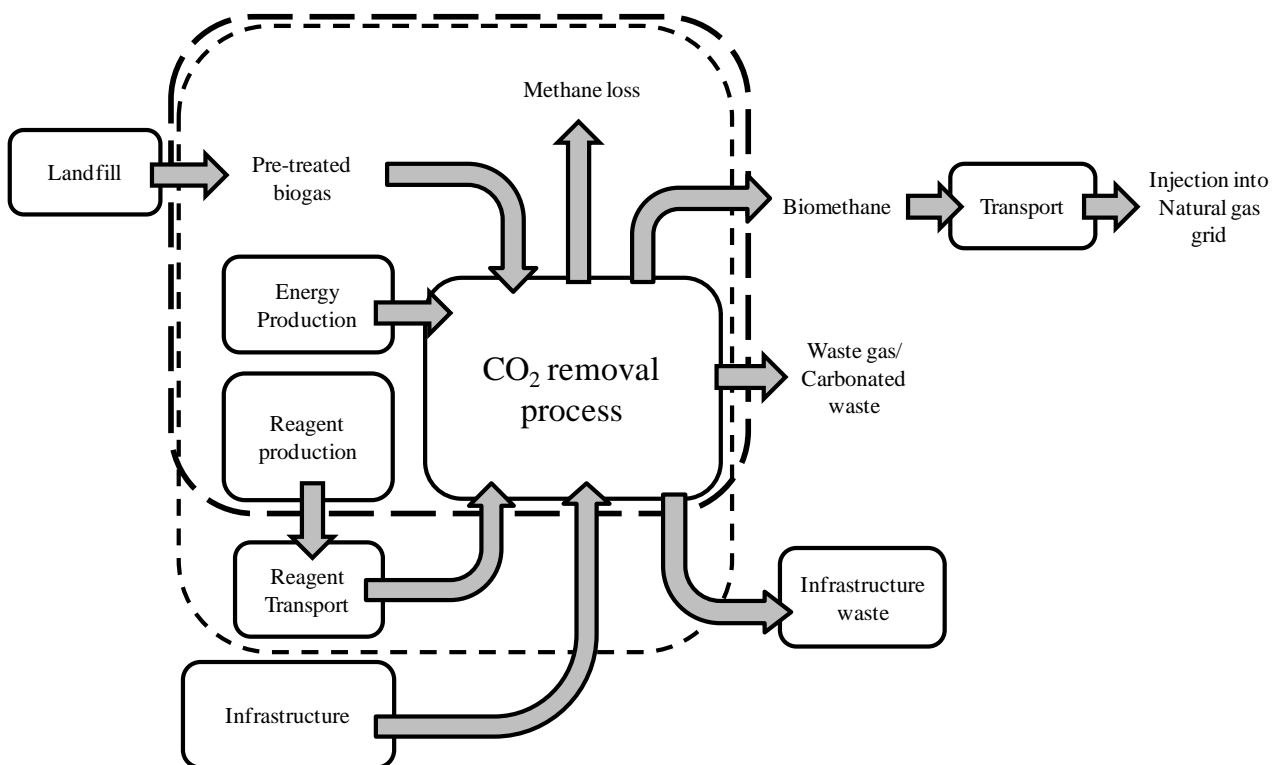 Methane loss
Landfill
Pre-treated
biogas
Biomethane
Transport
Injection into
Natural gas
grid
Energy
Production
CO₂ removal
process
Waste gas/
Carbonated
waste
Reagent
production
Reagent
Transport
Infrastructure
waste
Infrastructure